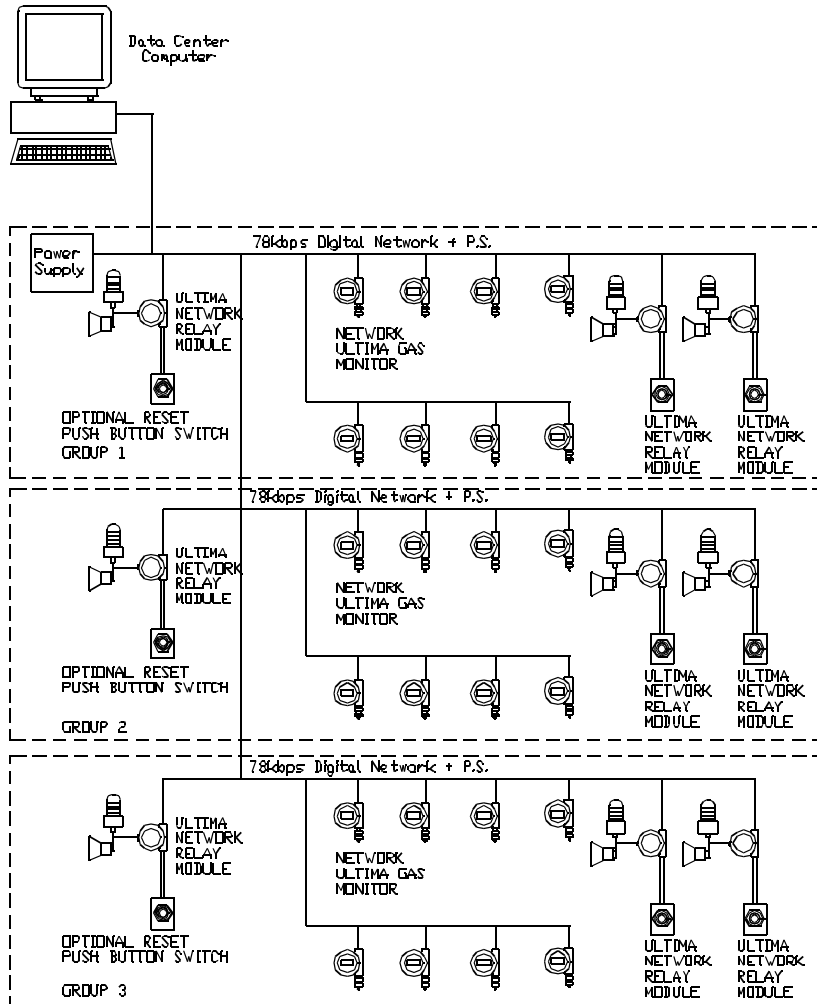 Data Center
Computer
Power
Supply
78kbps Digital Network + P.S.
ULTIMA
NETWORK
RELAY
MODULE
NETWORK
ULTIMA GAS
MONITOR
OPTIONAL RESET
PUSH BUTTON SWITCH
GROUP 1
ULTIMA
NETWORK
RELAY
MODULE
ULTIMA
NETWORK
RELAY
MODULE
78kbps Digital Network + P.S.
ULTIMA
NETWORK
RELAY
MODULE
NETWORK
ULTIMA GAS
MONITOR
OPTIONAL RESET
PUSH BUTTON SWITCH
GROUP 2
ULTIMA
NETWORK
RELAY
MODULE
ULTIMA
NETWORK
RELAY
MODULE
78kbps Digital Network + P.S.
ULTIMA
NETWORK
RELAY
MODULE
NETWORK
ULTIMA GAS
MONITOR
OPTIONAL RESET
PUSH BUTTON SWITCH
GROUP 3
ULTIMA
NETWORK
RELAY
MODULE
ULTIMA
NETWORK
RELAY
MODULE